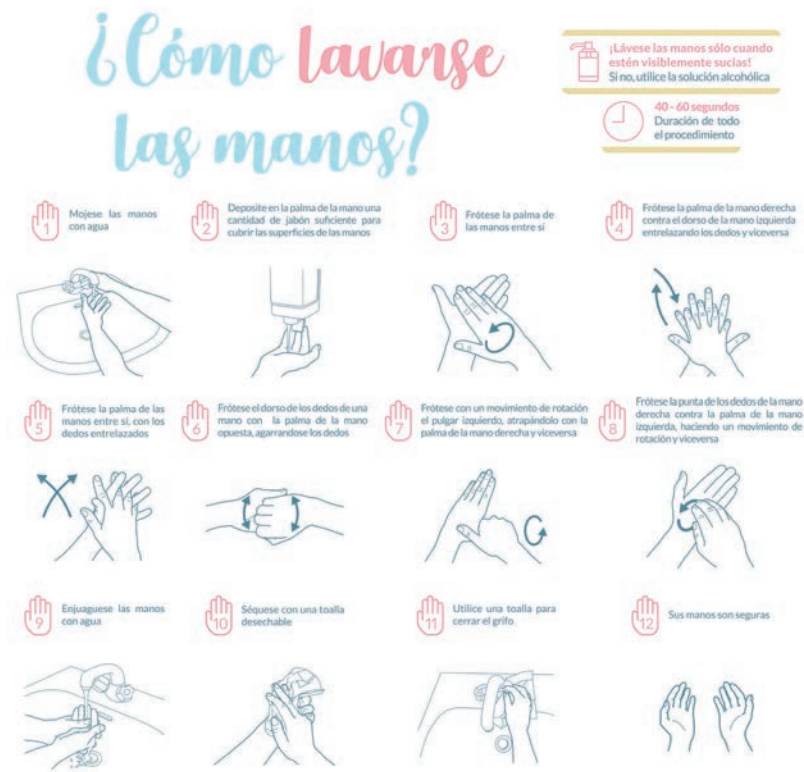 ¿Cómo lavarse
las manos?
¡Lávese las manos sólo cuando
estén visiblemente sucias!
Si no, utilice la solución alcohólica
40 - 60 segundos
Duración de todo
el procedimiento
1
Mojese las manos
con agua
2
Deposite en la palma de la mano una
cantidad de jabón suficiente para
cubrir las superficies de las manos
3
Frótese la palma de
las manos entre sí
4
Frótese la palma de la mano derecha
contra el dorso de la mano izquierda
entrelazando los dedos y viceversa
5
Frótese la palma de las
manos entre sí, con los
dedos entrelazados
6
Frótese el dorso de los dedos de una
mano con la palma de la mano
opuesta, agarrandose los dedos
7
Frótese con un movimiento de rotación
el pulgar izquierdo, atrapándolo con la
palma de la mano derecha y viceversa
8
Frótese la punta de los dedos de la mano
derecha contra la palma de la mano
izquierda, haciendo un movimiento de
rotación y viceversa
9
Enjuaguese las manos
con agua
10
Séquese con una toalla
desechable
11
Utilice una toalla para
cerrar el grifo
12
Sus manos son seguras